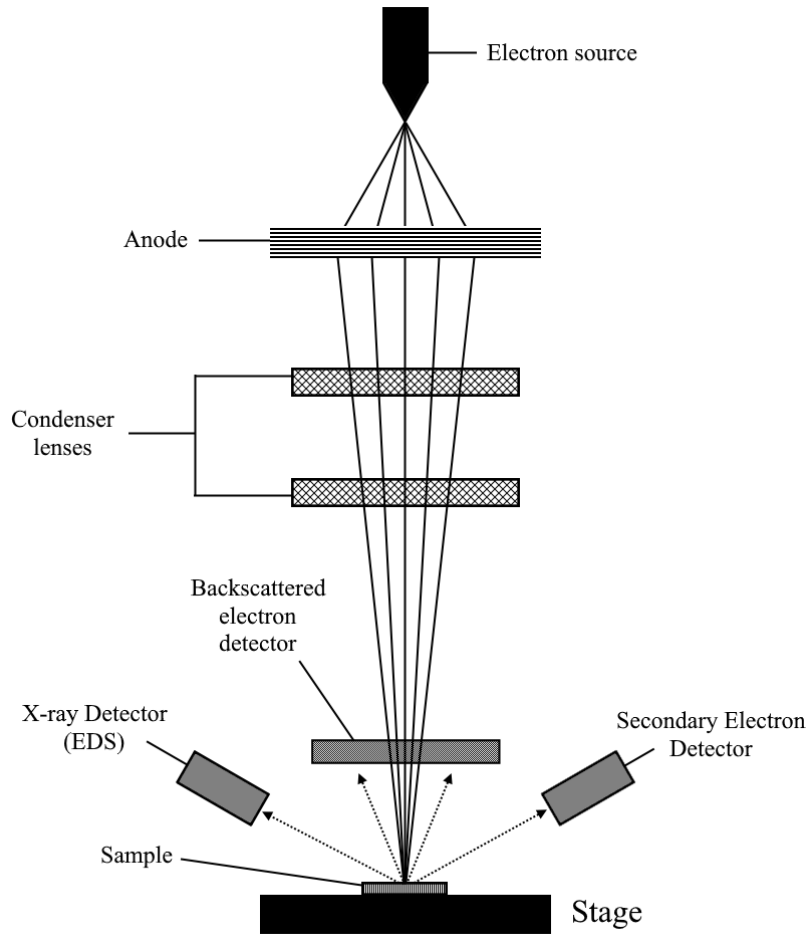 Electron source
Anode
Condenser
lenses
Backscattered
electron
detector
X-ray Detector
(EDS)
Secondary Electron
Detector
Sample
Stage